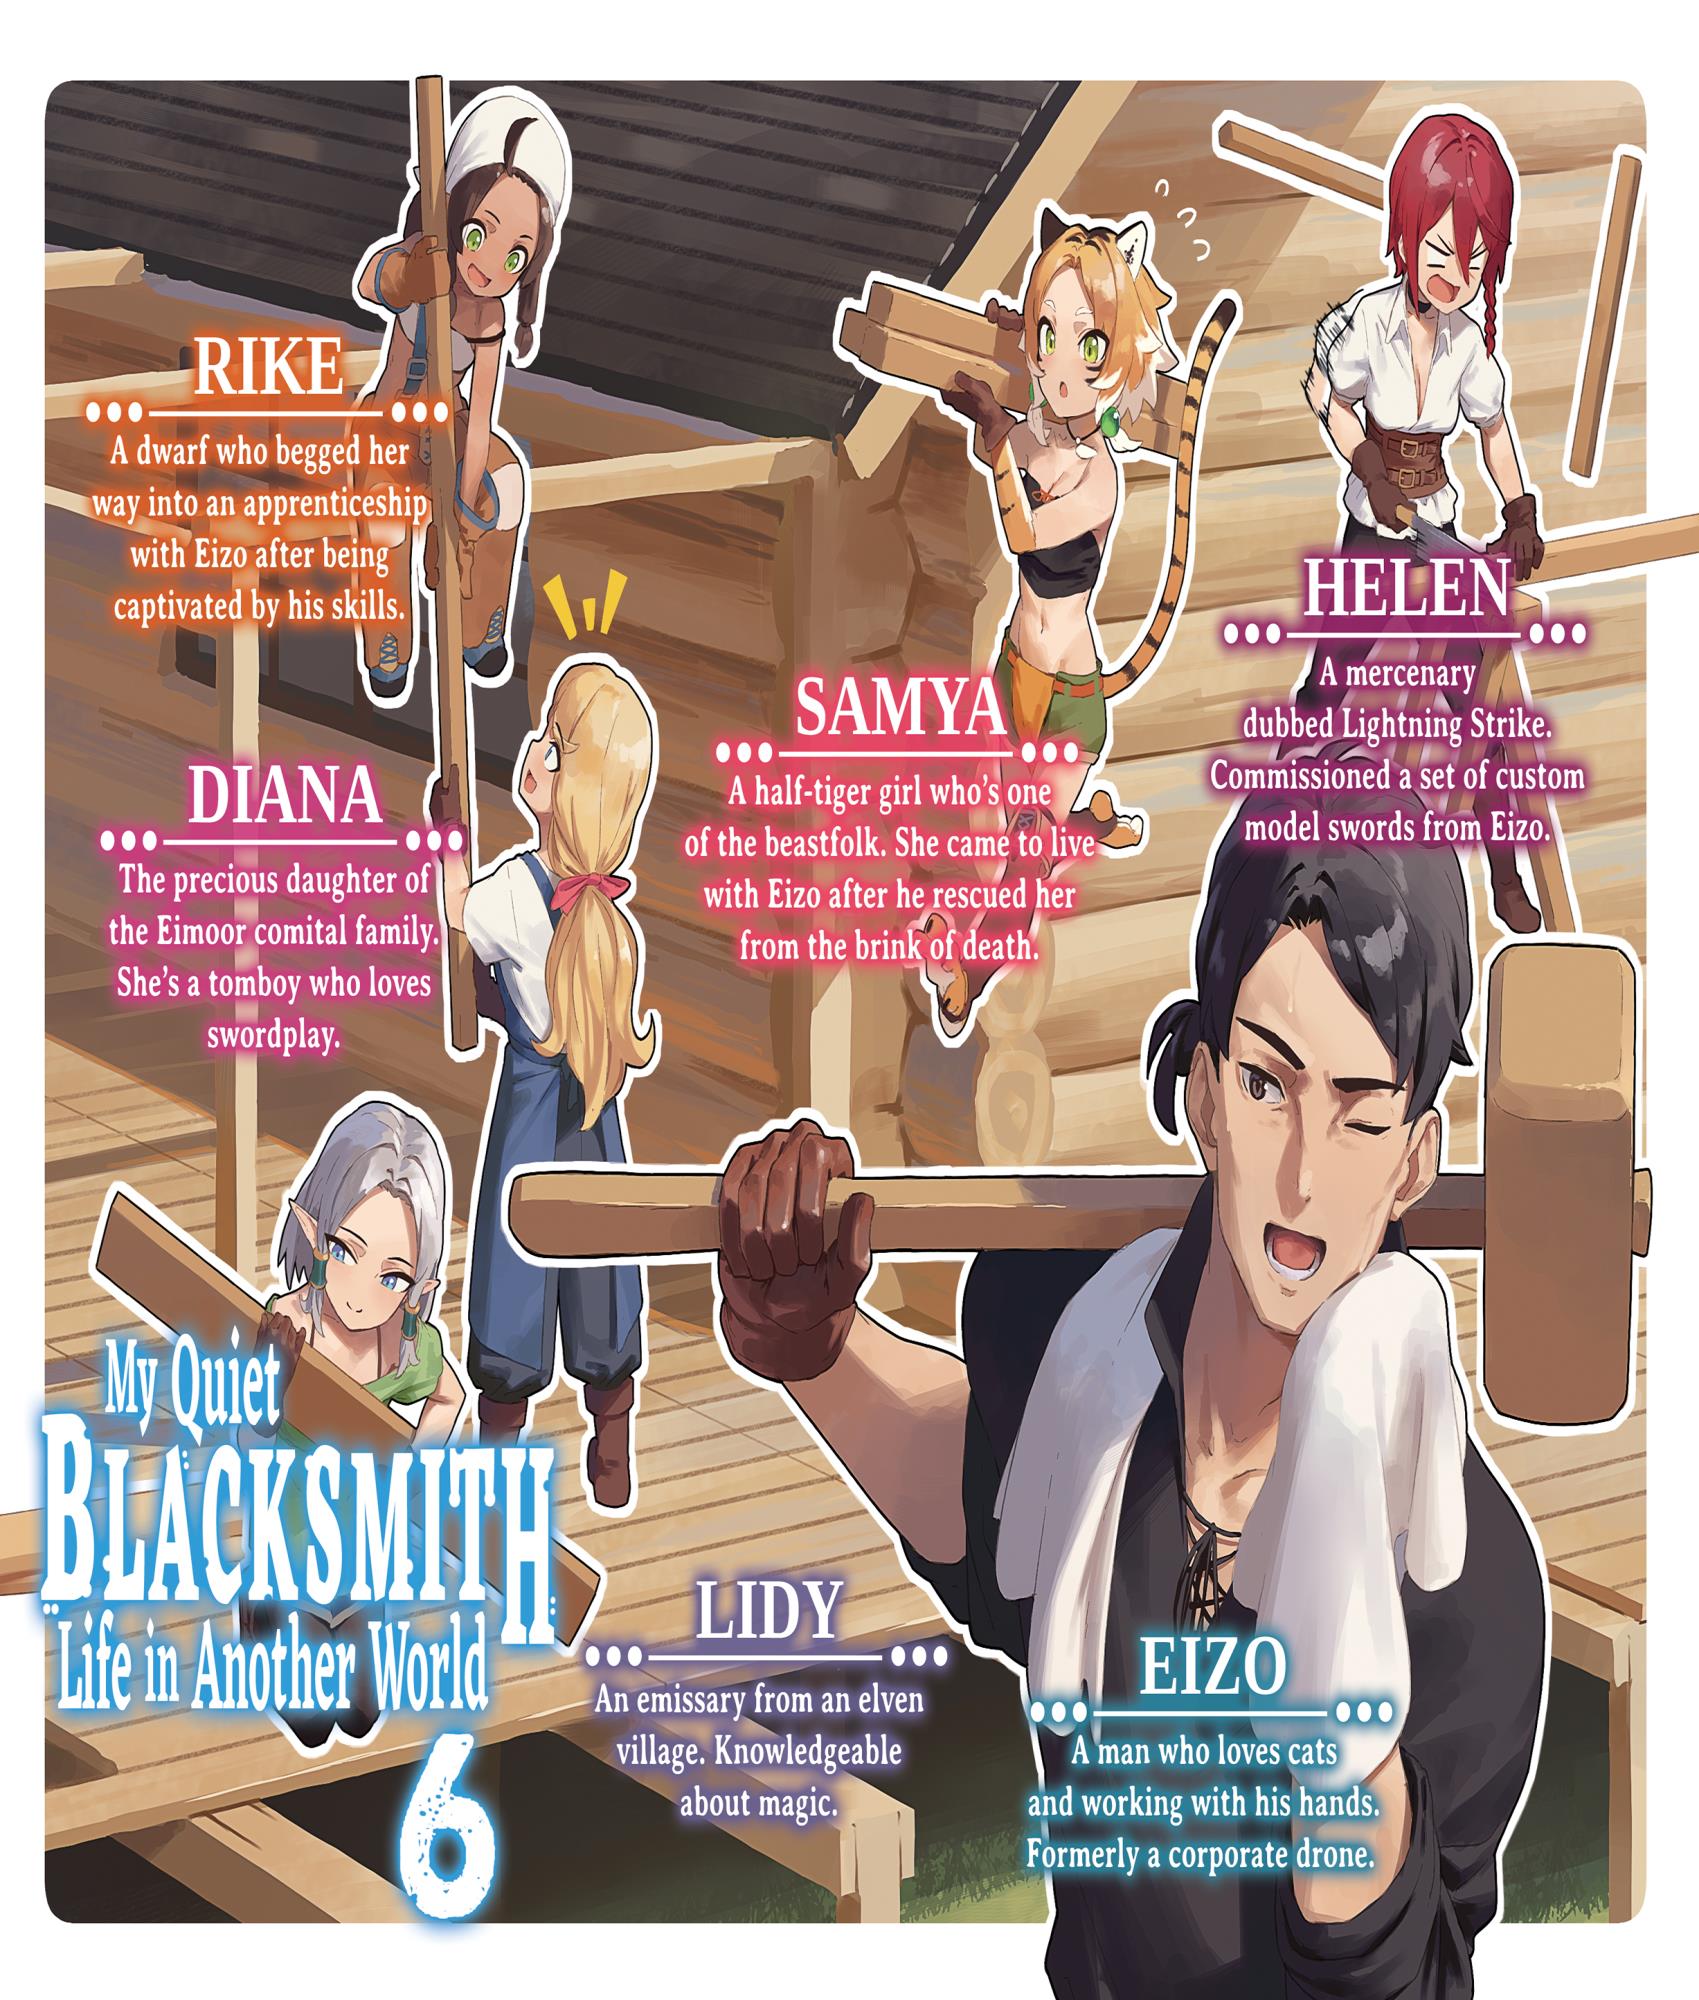 RIKE
A dwarf who begged her
way into an apprenticeship
with Eizo after being
captivated by his skills.
HELEN
A mercenary
dubbed Lightning Strike.
Commissioned a set of custom
model swords from Eizo.
SAMYA
A half-tiger girl who's one
of the beastfolk. She came to live
with Eizo after he rescued her
from the brink of death.
DIANA
The precious daughter of
the Eimoor comital family.
She's a tomboy who loves
swordplay.
My Quiet
BLACKSMITH
Life in Another World
6
LIDY
An emissary from an elven
village. Knowledgeable
about magic.
EIZO
A man who loves cats
and working with his hands.
Formerly a corporate drone.